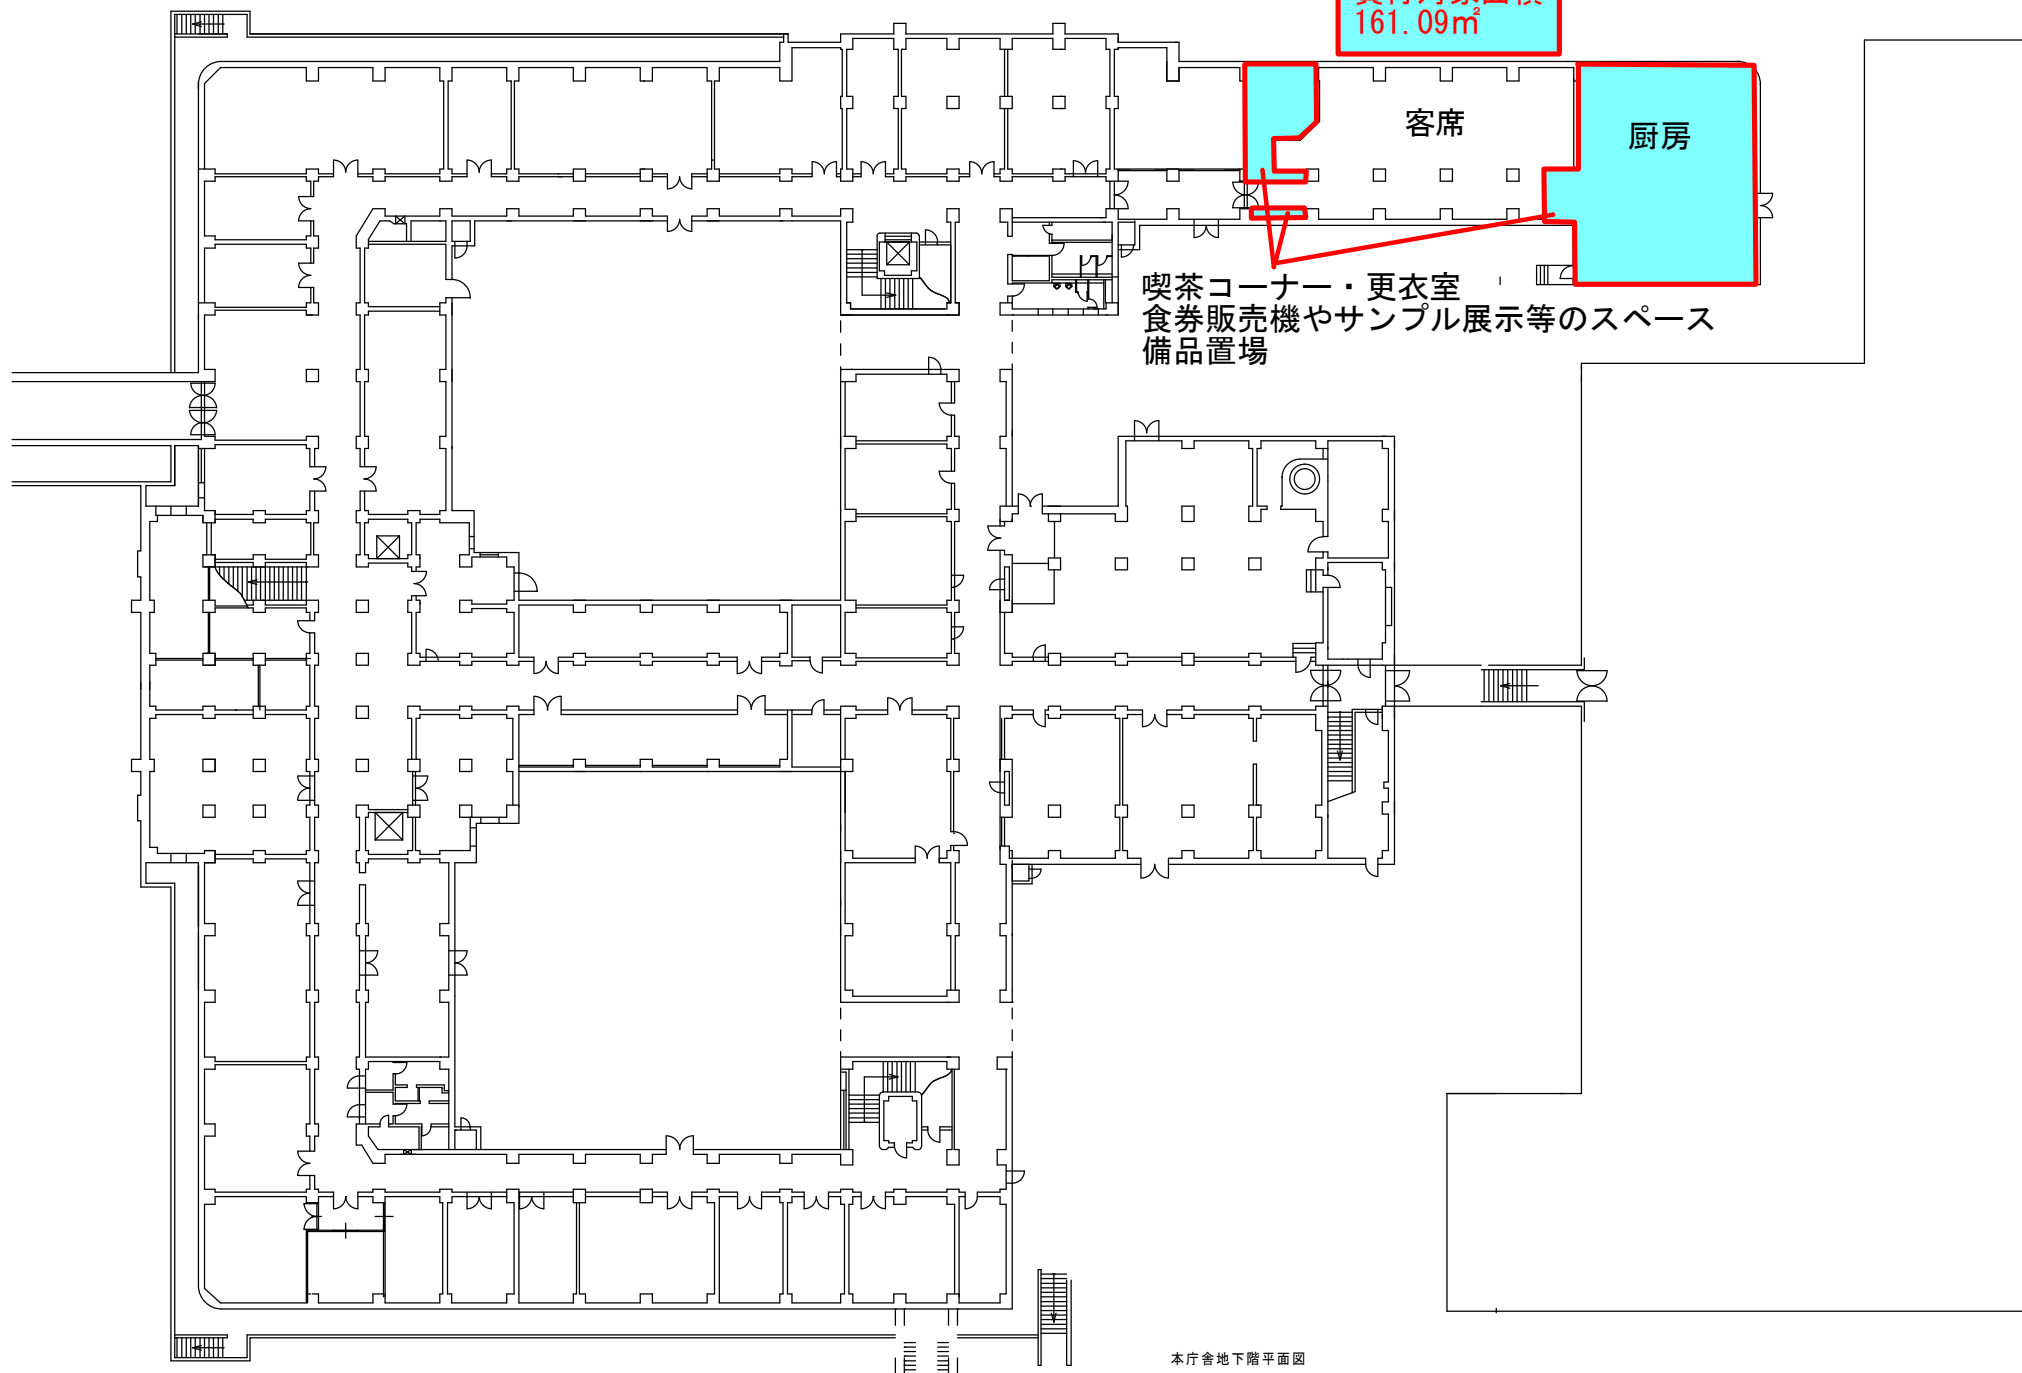 161.09㎡
客席
厨房
喫茶コーナー・更衣室
食券販売機やサンプル展示等のスペース
備品置場
本庁舎地下階平面図